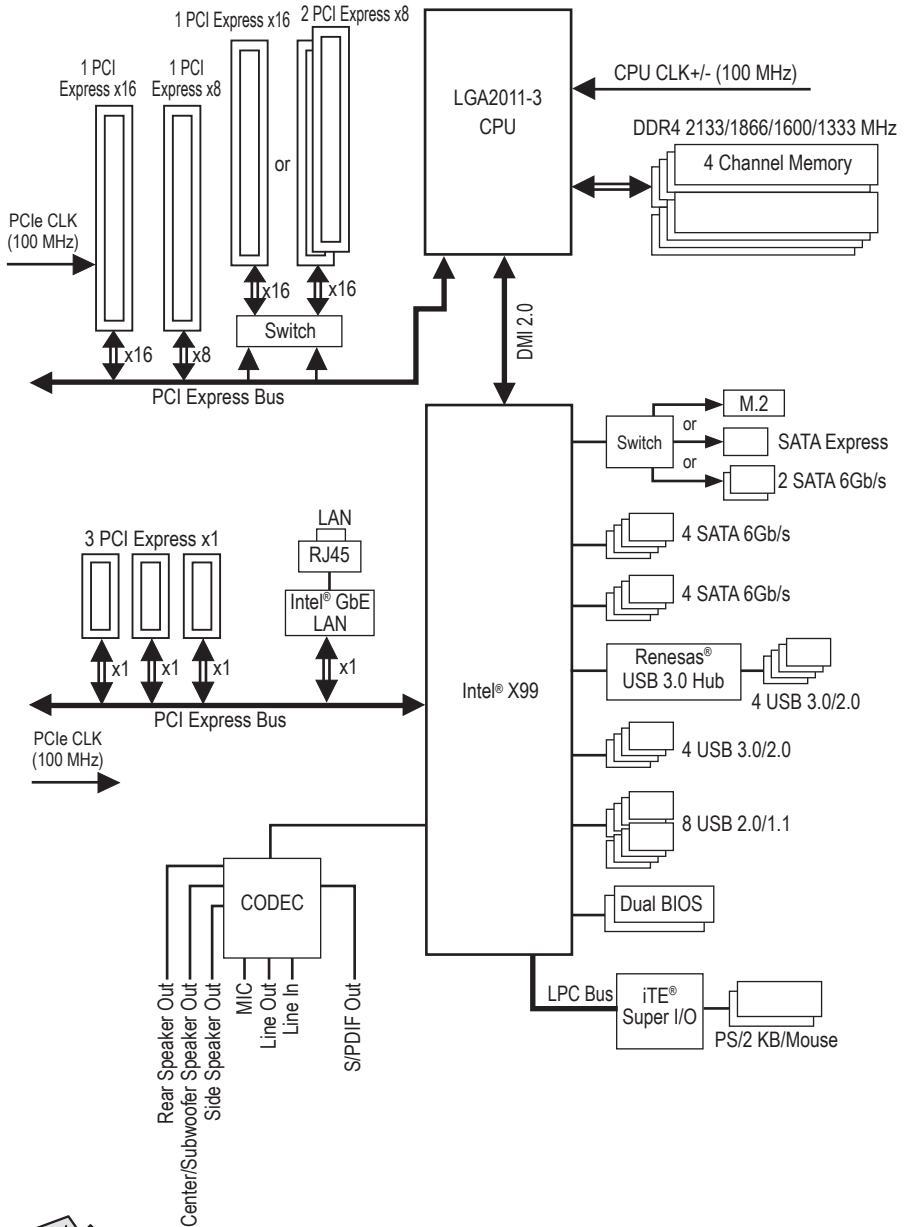 1 PCI Express x16
2 PCI Express x8
1 PCI
Express x16
1 PCI
Express x8
or
PCIe CLK
(100 MHz)
x16
x8
x16
x16
Switch
PCI Express Bus
LGA2011-3
CPU
CPU CLK+/- (100 MHz)
DDR4 2133/1866/1600/1333 MHz
4 Channel Memory
DMI 2.0
Intel® X99
Switch
M.2
or
SATA Express
or
2 SATA 6Gb/s
4 SATA 6Gb/s
4 SATA 6Gb/s
Renesas®
USB 3.0 Hub
4 USB 3.0/2.0
4 USB 3.0/2.0
8 USB 2.0/1.1
Dual BIOS
LPC Bus
iTE®
Super I/O
PS/2 KB/Mouse
3 PCI Express x1
LAN
RJ45
Intel® GbE
LAN
x1
x1
x1
x1
PCI Express Bus
PCIe CLK
(100 MHz)
CODEC
Rear Speaker Out
Center/Subwoofer Speaker Out
Side Speaker Out
MIC
Line Out
Line In
S/PDIF Out